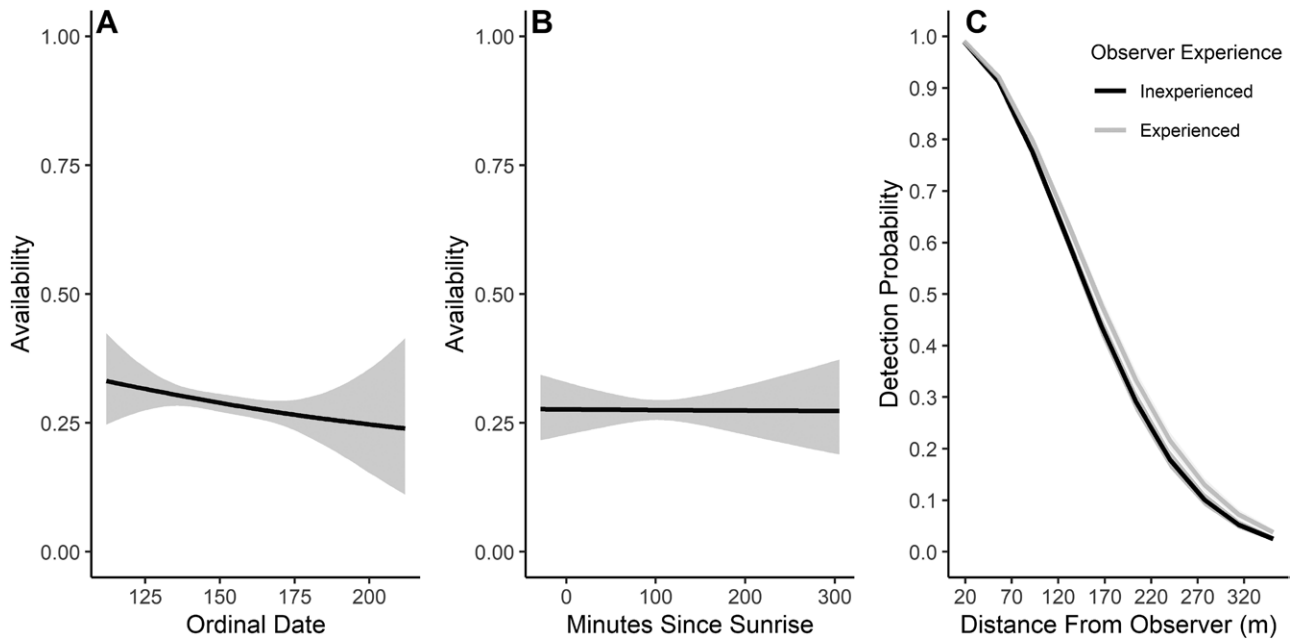 A
1.00
0.75
0.50
0.25
0.00
Availability
125 150 175 200
Ordinal Date
B
1.00
0.75
0.50
0.25
0.00
Availability
0 100 200 300
Minutes Since Sunrise
C
1.0
0.9
0.8
0.7
0.6
0.5
0.4
0.3
0.2
0.1
0.0
Detection Probability
Observer Experience
Inexperienced
Experienced
20 70 120 170 220 270 320
Distance From Observer (m)